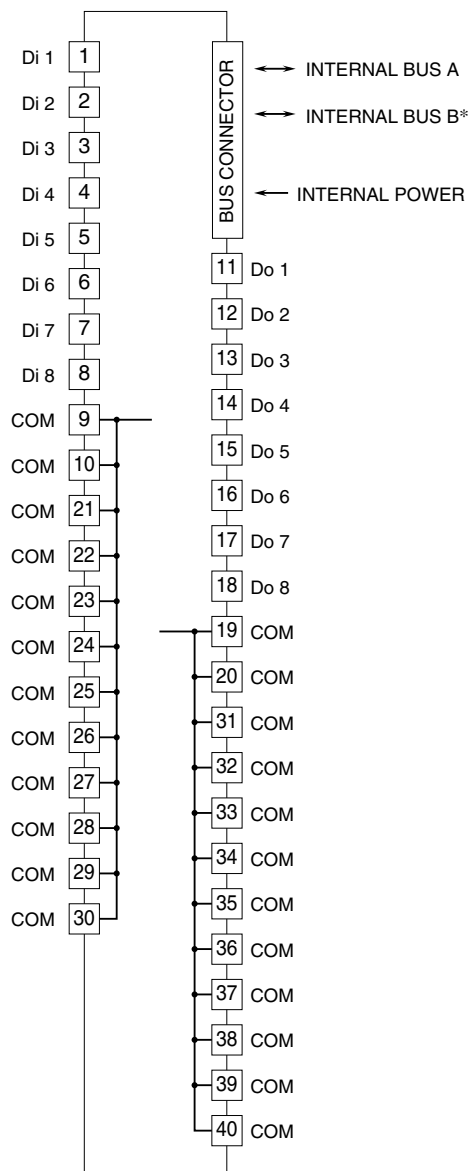 Di 1 1
Di 2 2
Di 3 3
Di 4 4
Di 5 5
Di 6 6
Di 7 7
Di 8 8
COM 9
COM 10
COM 21
COM 22
COM 23
COM 24
COM 25
COM 26
COM 27
COM 28
COM 29
COM 30
BUS CONNECTOR
INTERNAL BUS A
INTERNAL BUS B*
INTERNAL POWER
11 Do 1
12 Do 2
13 Do 3
14 Do 4
15 Do 5
16 Do 6
17 Do 7
18 Do 8
19 COM
20 COM
31 COM
32 COM
33 COM
34 COM
35 COM
36 COM
37 COM
38 COM
39 COM
40 COM